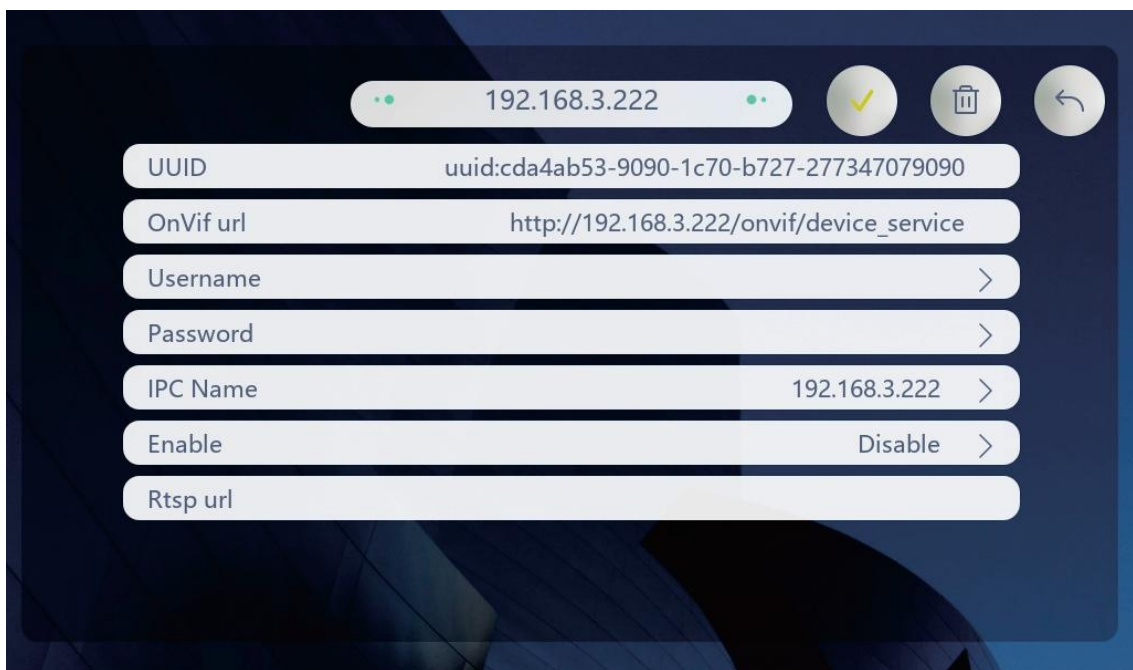 192.168.3.222
UUID uuid:cda4ab53-9090-1c70-b727-277347079090
OnVif url http://192.168.3.222/onvif/device_service
Username
Password
IPC Name 192.168.3.222
Enable Disable
Rtsp url